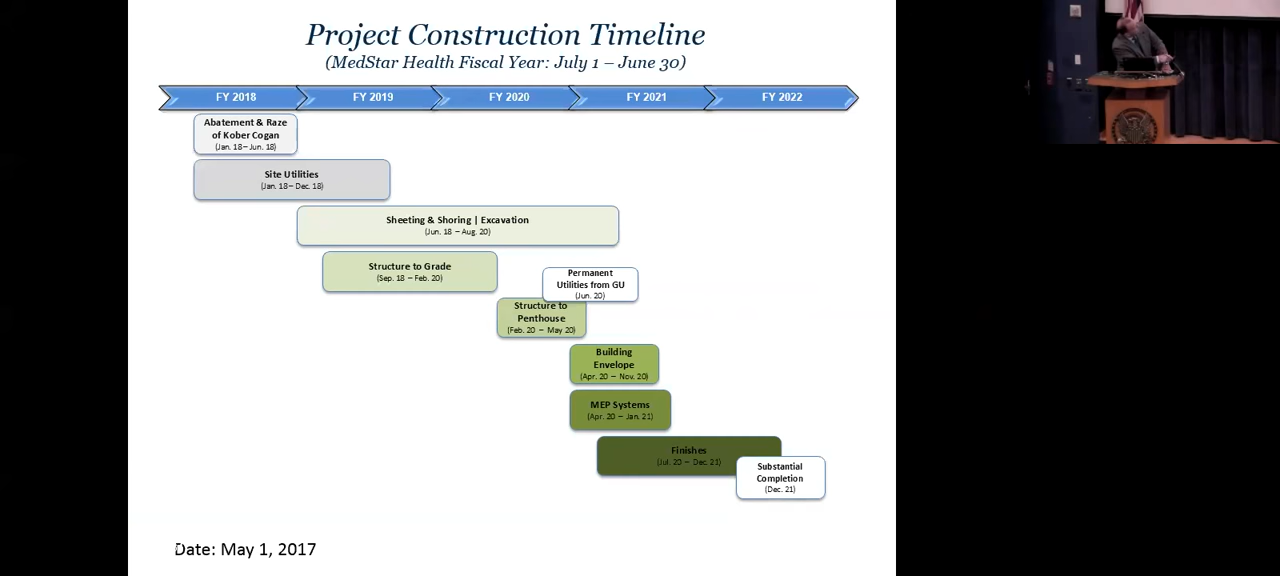 Project Construction Timeline
(MedStar Health Fiscal Year: July 1 – June 30)
FY 2018
FY 2019
FY 2020
FY 2021
FY 2022
Abatement & Raze
of Kober Cogan
(Jan. 18 – Jun. 18)
Site Utilities
(Jan. 18 – Dec. 18)
Sheeting & Shoring | Excavation
(Jun. 18 – Aug. 20)
Structure to Grade
(Sep. 18 – Feb. 20)
Permanent
Utilities from GU
(Jun. 20)
Structure to
Penthouse
(Feb. 20 – May 20)
Building
Envelope
(Apr. 20 – Nov. 20)
MEP Systems
(Apr. 20 – Jan. 21)
Finishes
(Jul. 20 – Dec. 21)
Substantial
Completion
(Dec. 21)
Date: May 1, 2017